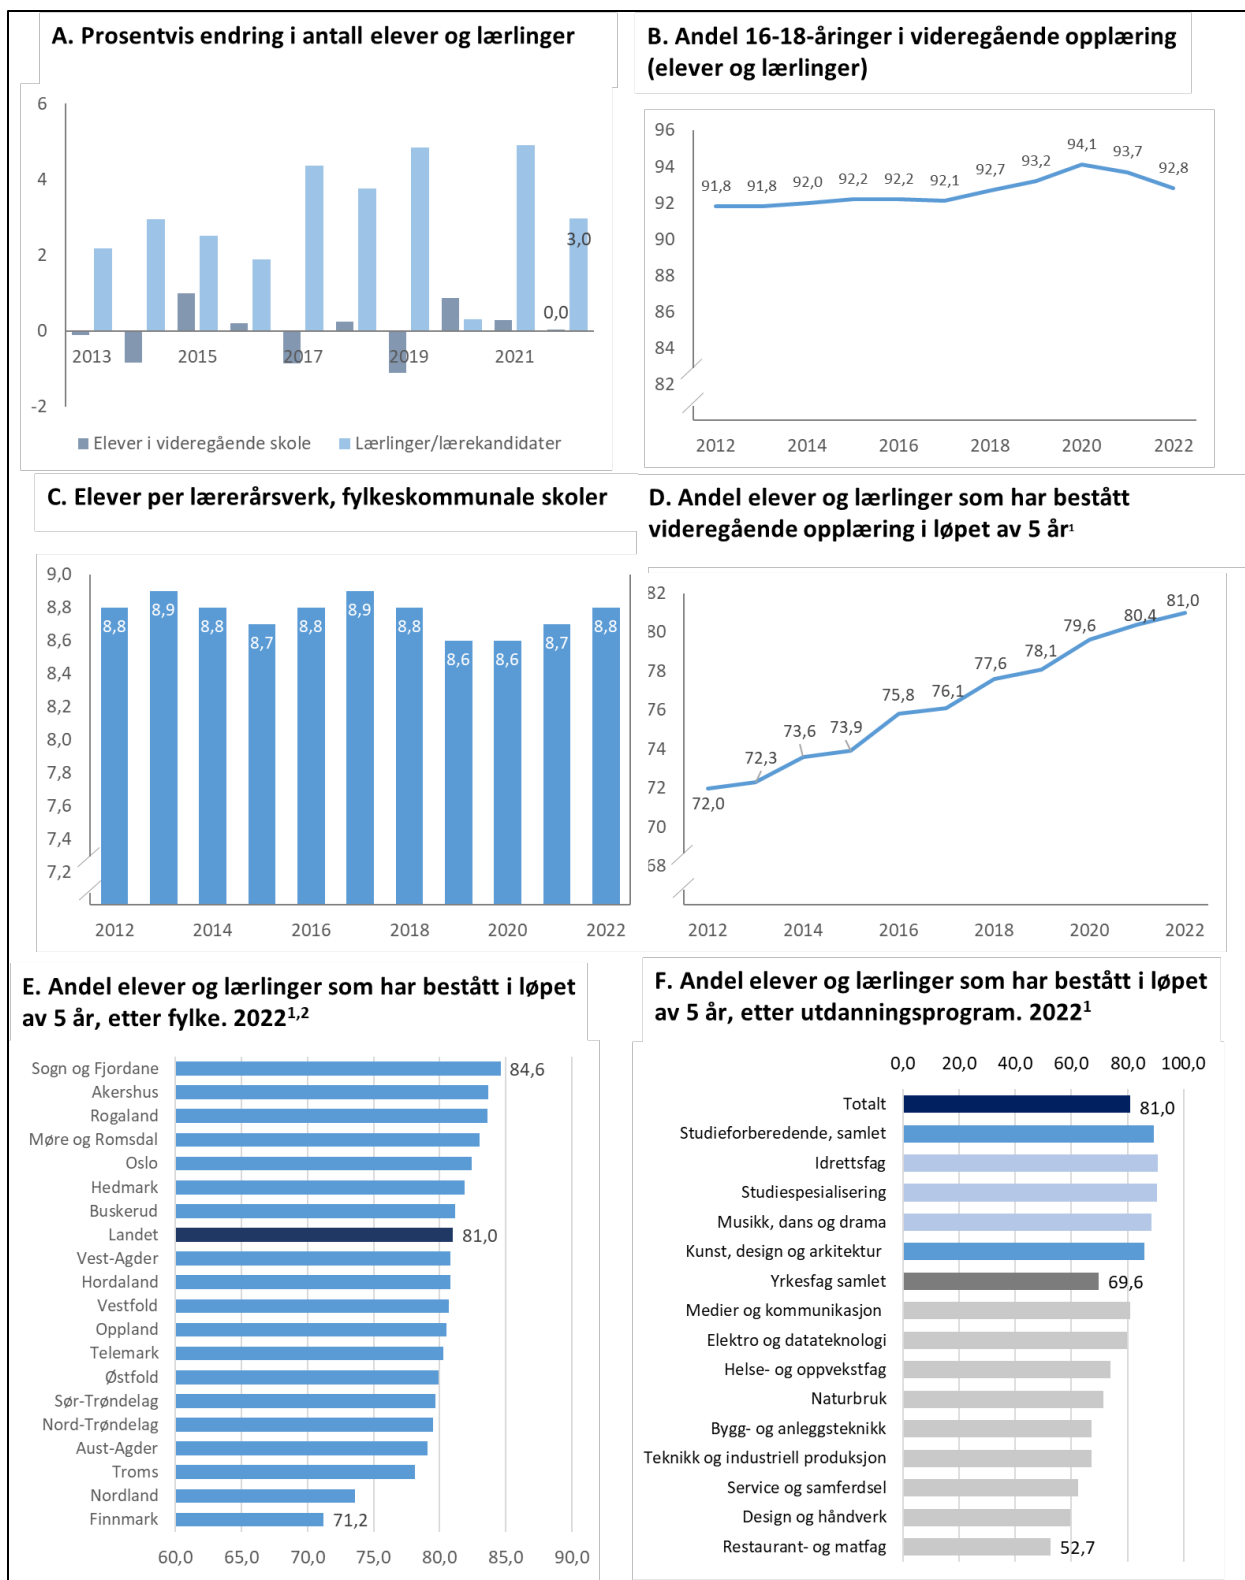 A. Prosentvis endring i antall elever og lærlinger
6
4
2
0
-2
3,0
0,0
2013 2015 2017 2019 2021
Elever i videregående skole Lærlinger/lærekandidater
B. Andel 16-18-åringer i videregående opplæring
(elever og lærlinger)
96
94
92
90
88
86
84
82
91,8 91,8 92,0 92,2 92,2 92,1 92,7 93,2 94,1 93,7 92,8
2012 2014 2016 2018 2020 2022
C. Elever per lærerårsverk, fylkeskommunale skoler
9,0
8,8
8,6
8,4
8,2
8,0
7,8
7,6
7,4
7,2
8,8 8,9 8,8 8,7 8,8 8,9 8,8 8,6 8,6 8,7 8,8
2012 2014 2016 2018 2020 2022
D. Andel elever og lærlinger som har bestått
videregående opplæring i løpet av 5 år¹
82
80
78
76
74
72
70
68
72,0 72,3 73,6 73,9 75,8 76,1 77,6 78,1 79,6 80,4 81,0
2012 2014 2016 2018 2020 2022
E. Andel elever og lærlinger som har bestått i løpet
av 5 år, etter fylke. 2022¹,²
Sogn og Fjordane 84,6
Akershus
Rogaland
Møre og Romsdal
Oslo
Hedmark
Buskerud
Landet 81,0
Vest-Agder
Hordaland
Vestfold
Oppland
Telemark
Østfold
Sør-Trøndelag
Nord-Trøndelag
Aust-Agder
Troms
Nordland
Finnmark 71,2
60,0 65,0 70,0 75,0 80,0 85,0 90,0
F. Andel elever og lærlinger som har bestått i løpet
av 5 år, etter utdanningsprogram. 2022¹
0,0 20,0 40,0 60,0 80,0 100,0
Totalt 81,0
Studieforberedende, samlet
Idrettsfag
Studiespesialisering
Musikk, dans og drama
Kunst, design og arkitektur
Yrkesfag samlet 69,6
Medier og kommunikasjon
Elektro og datateknologi
Helse- og oppvekstfag
Naturbruk
Bygg- og anleggsteknikk
Teknikk og industriell produksjon
Service og samferdsel
Design og håndverk
Restaurant- og matfag 52,7